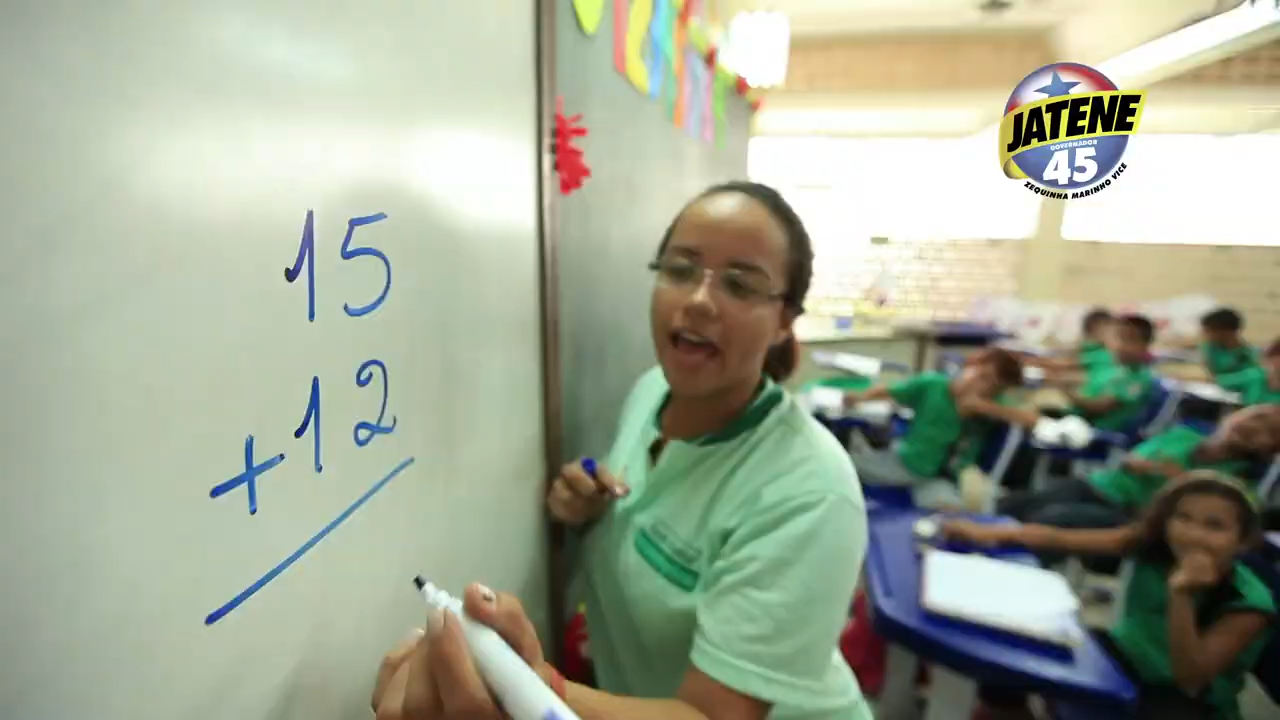 15
+ 12
JATENE
GOVERNADOR
45
ZEQUINHA MARINHO VICE